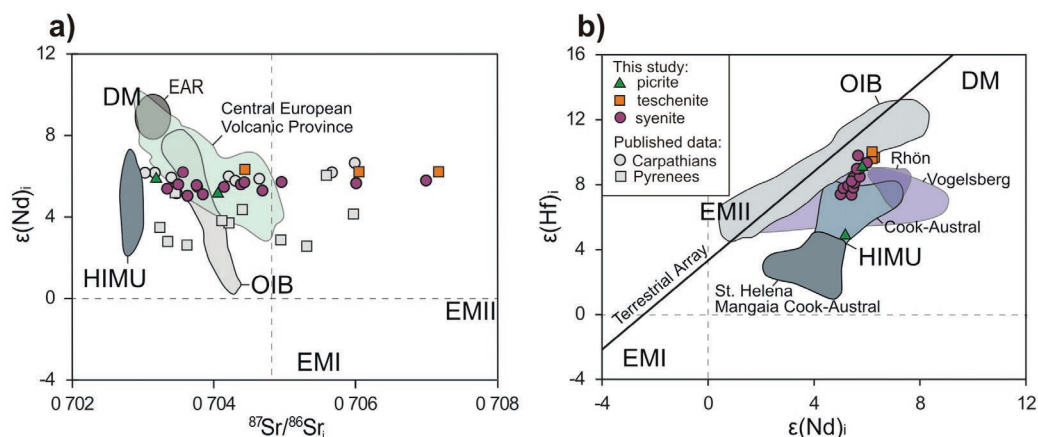 a)
12
8
4
0
-4
ε(Nd)i
DM
EAR
Central European
Volcanic Province
HIMU
OIB
EMII
EMI
0 702
0.704
0.706
0.708
87Sr/86Sri
b)
16
12
8
4
0
-4
ε(Hf)i
This study:
picrite
teschenite
syenite
Published data:
Carpathians
Pyrenees
OIB
DM
Rhön
Vogelsberg
EMII
Cook-Austral
HIMU
Terrestrial Array
St. Helena
Mangaia Cook-Austral
EMI
-4
0
4
8
12
ε(Nd)i